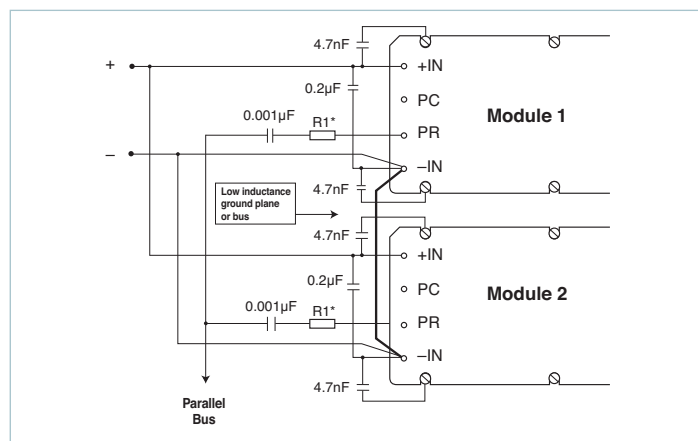 4.7nF
+
+IN
0.2µF
PC
Module 1
0.001µF
R1*
PR
–
–IN
4.7nF
Low inductance
ground plane
or bus
4.7nF
+IN
0.2µF
PC
Module 2
0.001µF
R1*
PR
–IN
4.7nF
Parallel
Bus